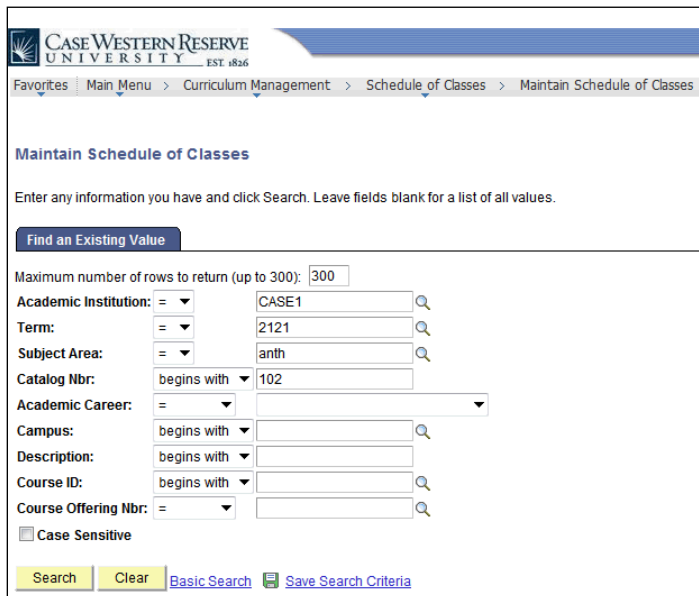 CASE WESTERN RESERVE
UNIVERSITY EST. 1826
Favorites Main Menu > Curriculum Management > Schedule of Classes > Maintain Schedule of Classes
Maintain Schedule of Classes
Enter any information you have and click Search. Leave fields blank for a list of all values.
Find an Existing Value
Maximum number of rows to return (up to 300): 300
Academic Institution: = CASE1
Term: = 2121
Subject Area: = anth
Catalog Nbr: begins with 102
Academic Career: =
Campus: begins with
Description: begins with
Course ID: begins with
Course Offering Nbr: =
Case Sensitive
Search Clear Basic Search Save Search Criteria